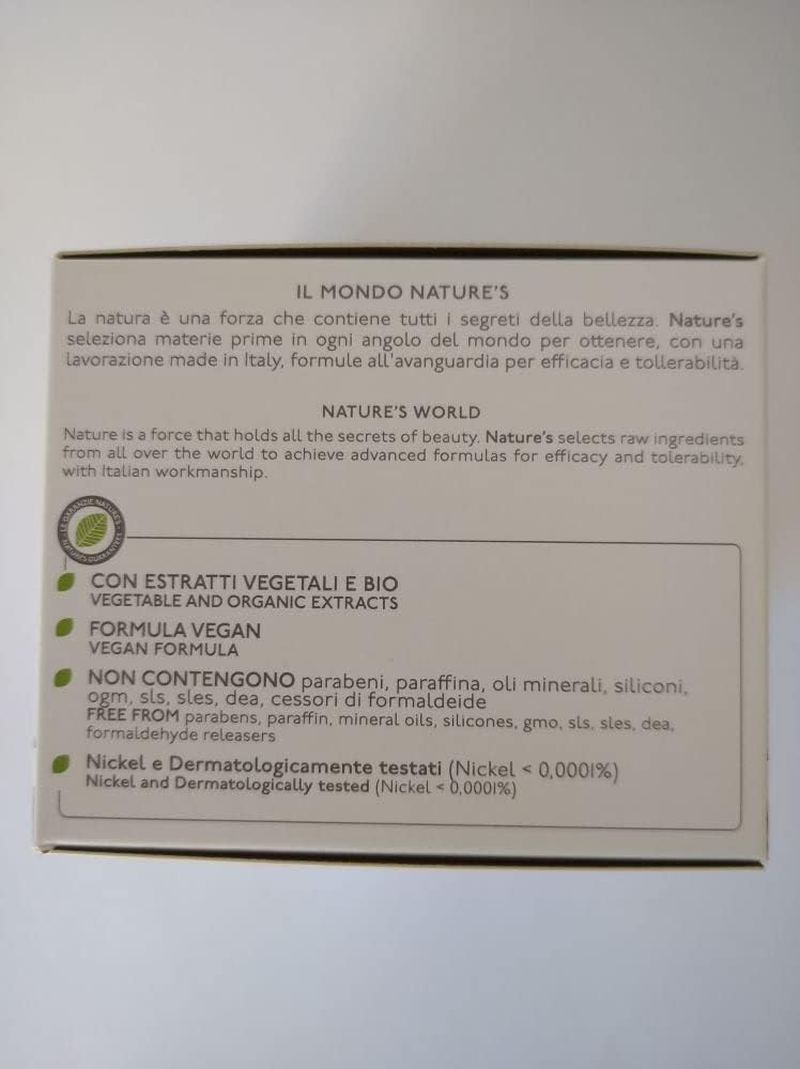 IL MONDO NATURE'S
La natura è una forza che contiene tutti i segreti della bellezza. Nature's
seleziona materie prime in ogni angolo del mondo per ottenere, con una
lavorazione made in Italy, formule all'avanguardia per efficacia e tollerabilità.
NATURE'S WORLD
Nature is a force that holds all the secrets of beauty. Nature's selects raw ingredients
from all over the world to achieve advanced formulas for efficacy and tolerability,
with Italian workmanship.
LE GARANZIE NATURE'S
NATURE'S GUARANTEES
CON ESTRATTI VEGETALI E BIO
VEGETABLE AND ORGANIC EXTRACTS
FORMULA VEGAN
VEGAN FORMULA
NON CONTENGONO parabeni, paraffina, oli minerali, siliconi,
ogm, sls, sles, dea, cessori di formaldeide
FREE FROM parabens, paraffin, mineral oils, silicones, gmo, sls, sles, dea,
formaldehyde releasers
Nickel e Dermatologicamente testati (Nickel < 0,0001%)
Nickel and Dermatologically tested (Nickel < 0,0001%)